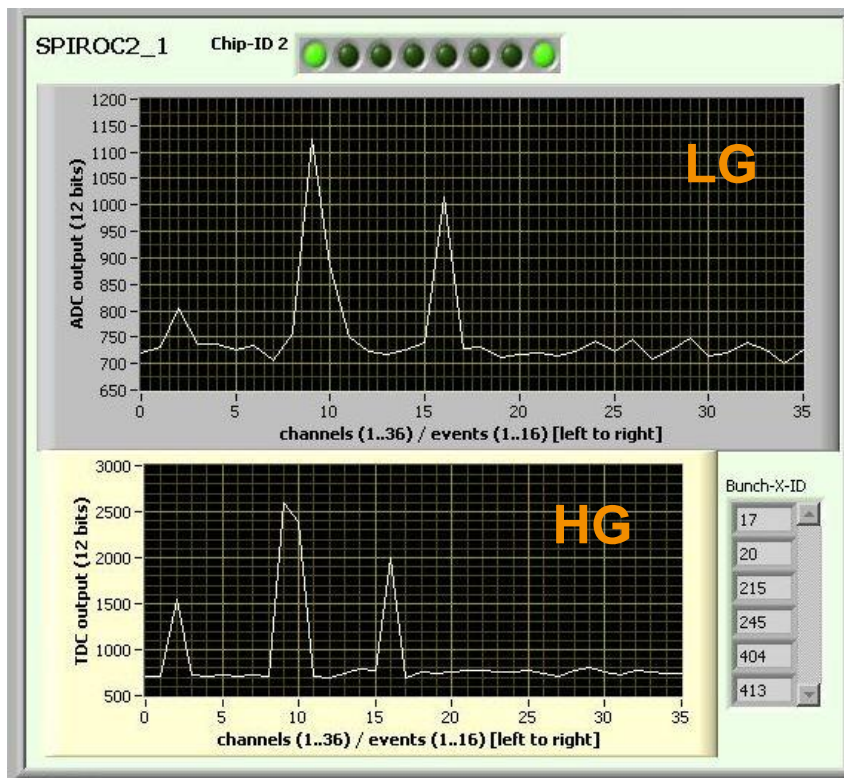 SPIROC2_1 Chip-ID 2
LG
ADC output (12 bits)
1200
1150
1100
1050
1000
950
900
850
800
750
700
650
0 5 10 15 20 25 30 35
channels (1..36) / events (1..16) [left to right]
HG
TDC output (12 bits)
3000
2500
2000
1500
1000
500
0 5 10 15 20 25 30 35
channels (1..36) / events (1..16) [left to right]
Bunch-X-ID
17
20
215
245
404
413